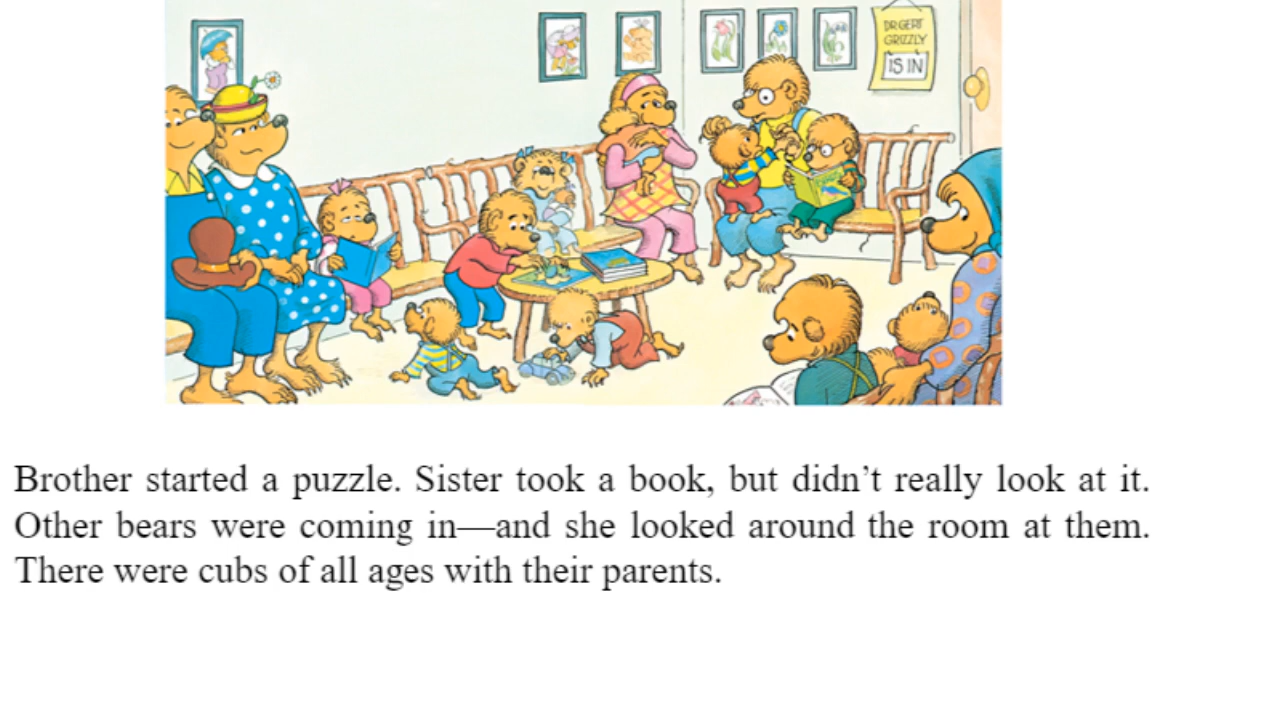 DR. GERT
GRIZZLY
IS IN
Brother started a puzzle. Sister took a book, but didn’t really look at it.
Other bears were coming in—and she looked around the room at them.
There were cubs of all ages with their parents.